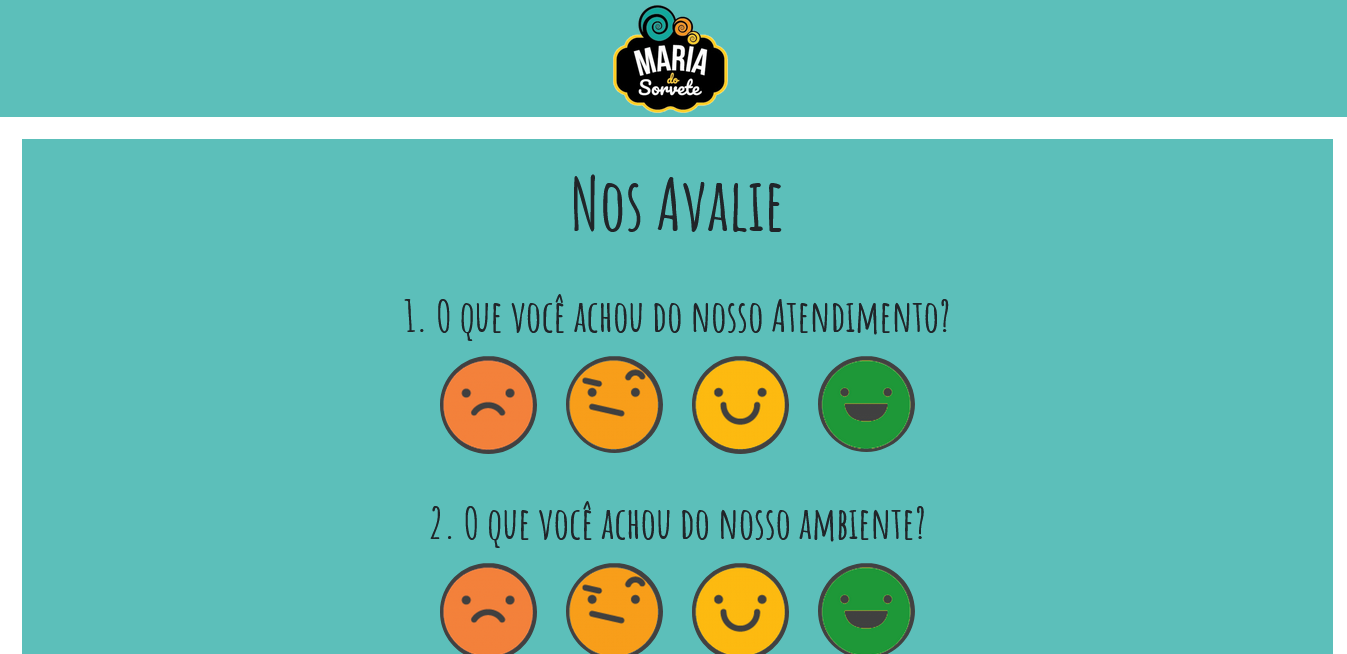 MARIA
do
Sorvete
Nos Avalie
1. O que você achou do nosso Atendimento?
2. O que você achou do nosso ambiente?